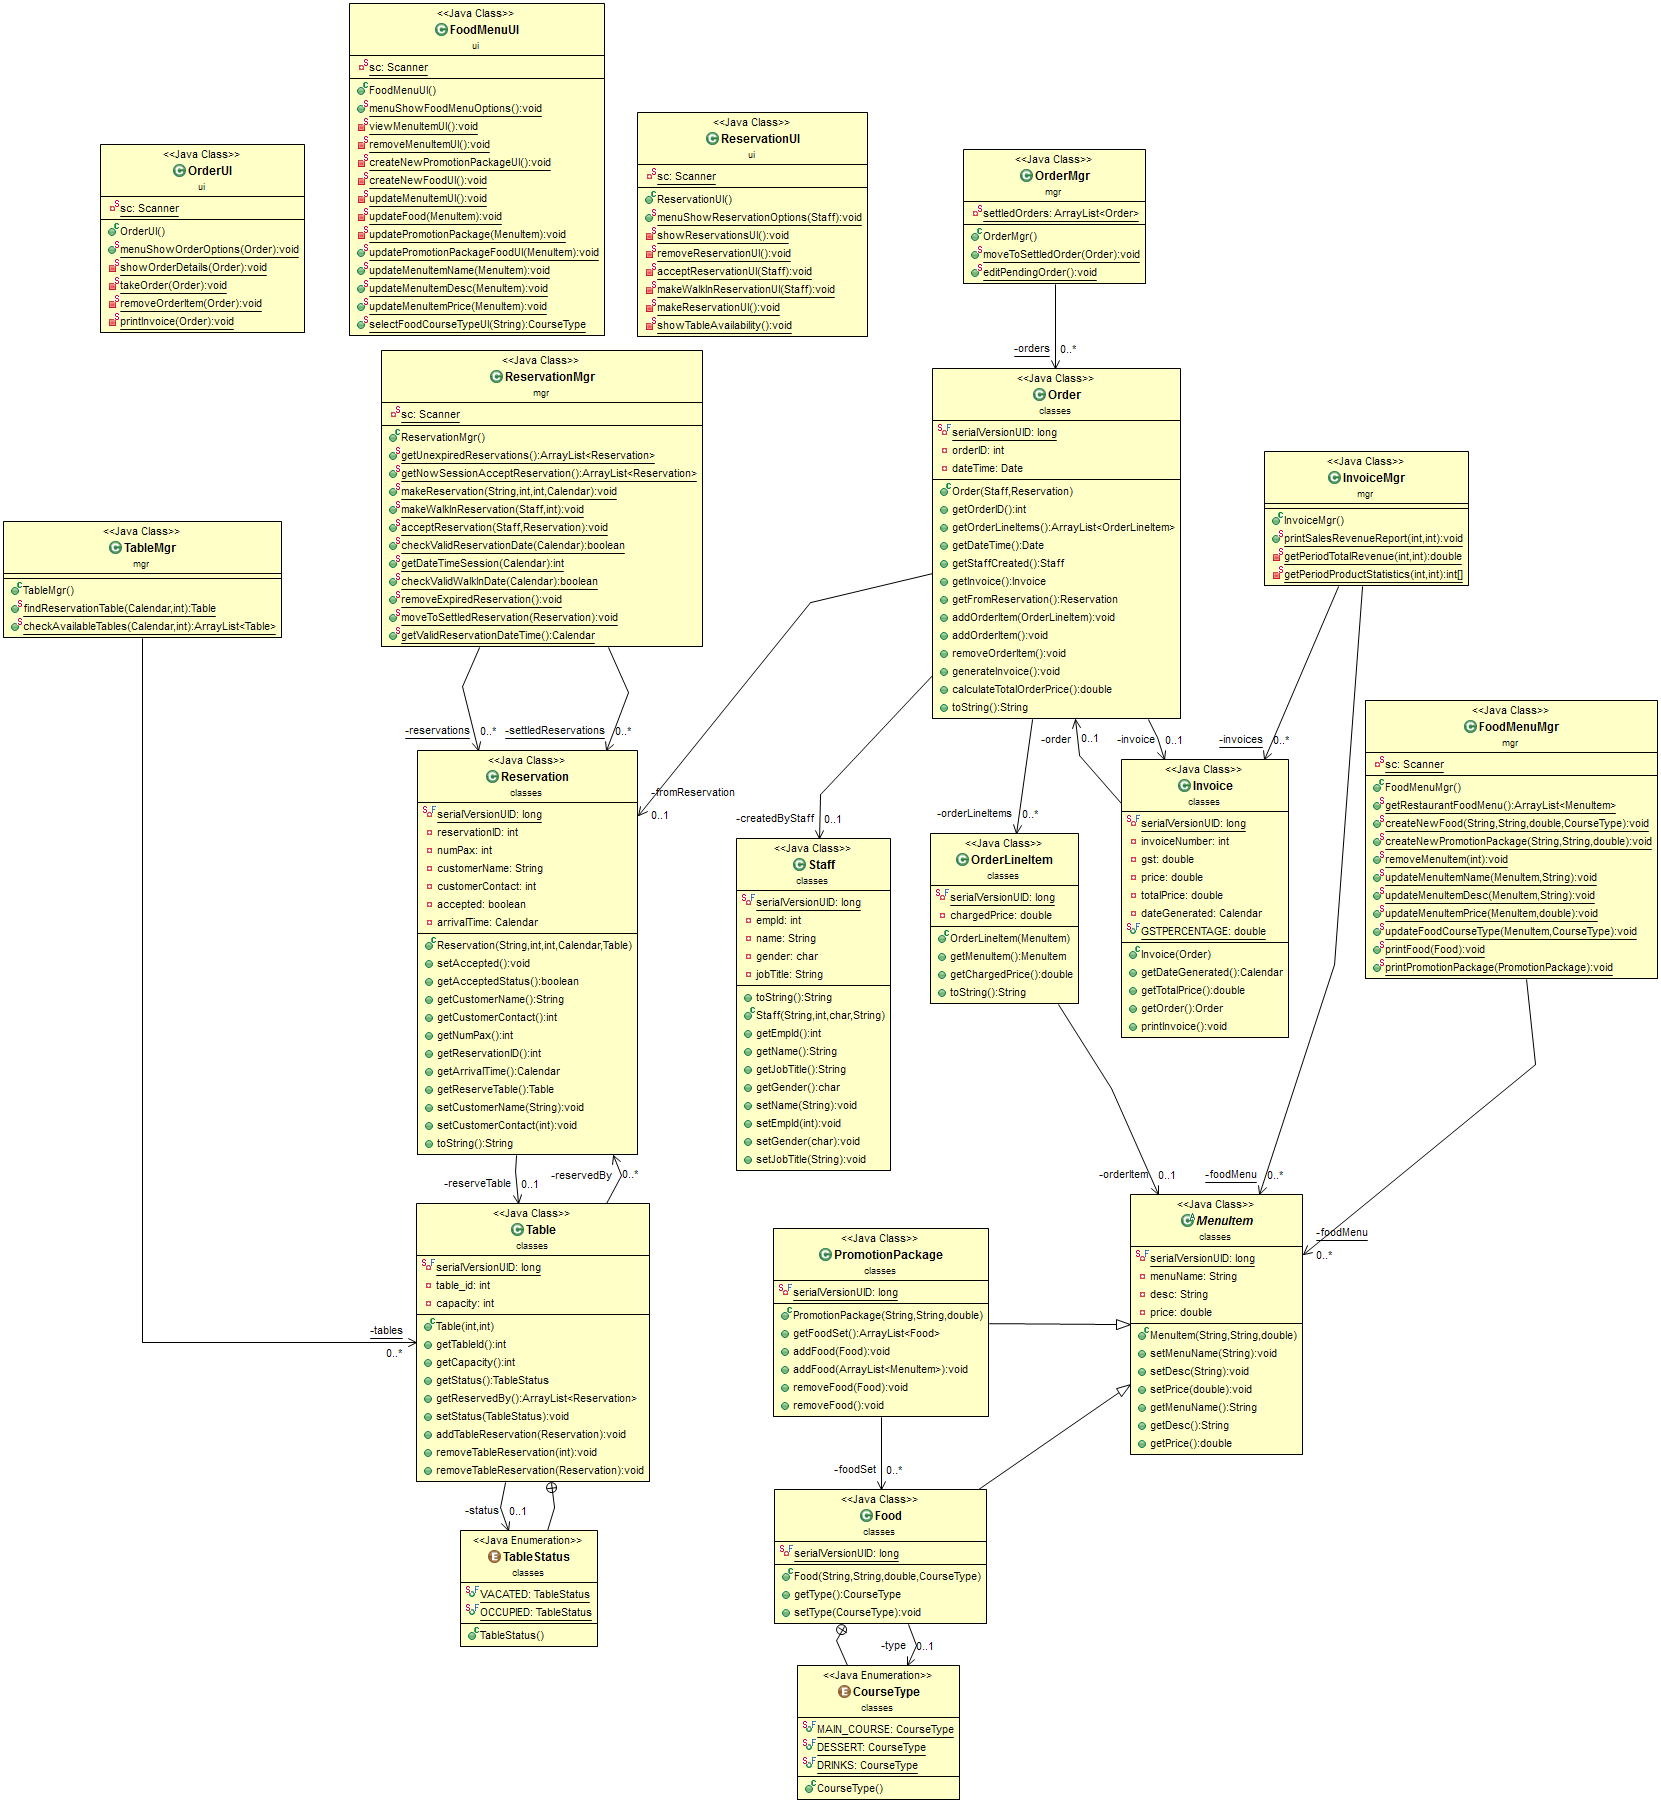 <<Java Class>>
FoodMenuUI
ui
sc: Scanner
FoodMenuUI()
menuShowFoodMenuOptions():void
viewMenuItemUI():void
removeMenuItemUI():void
createNewPromotionPackageUI():void
createNewFoodUI():void
updateMenuItemUI():void
updateFood(MenuItem):void
updatePromotionPackage(MenuItem):void
updatePromotionPackageFoodUI(MenuItem):void
updateMenuItemName(MenuItem):void
updateMenuItemDesc(MenuItem):void
updateMenuItemPrice(MenuItem):void
selectFoodCourseTypeUI(String):CourseType
<<Java Class>>
ReservationUI
ui
sc: Scanner
ReservationUI()
menuShowReservationOptions(Staff):void
showReservationsUI():void
removeReservationUI():void
acceptReservationUI(Staff):void
makeWalkInReservationUI(Staff):void
makeReservationUI():void
showTableAvailability():void
<<Java Class>>
OrderUI
ui
sc: Scanner
OrderUI()
menuShowOrderOptions(Order):void
showOrderDetails(Order):void
takeOrder(Order):void
removeOrderItem(Order):void
printInvoice(Order):void
<<Java Class>>
OrderMgr
mgr
settledOrders: ArrayList<Order>
OrderMgr()
moveToSettledOrder(Order):void
editPendingOrder():void
-orders
0..*
<<Java Class>>
ReservationMgr
mgr
sc: Scanner
ReservationMgr()
getUnexpiredReservations():ArrayList<Reservation>
getNowSessionAcceptReservation():ArrayList<Reservation>
makeReservation(String,int,int,Calendar):void
makeWalkInReservation(Staff,int):void
acceptReservation(Staff,Reservation):void
checkValidReservationDate(Calendar):boolean
getDateTimeSession(Calendar):int
checkValidWalkInDate(Calendar):boolean
removeExpiredReservation():void
moveToSettledReservation(Reservation):void
getValidReservationDateTime():Calendar
<<Java Class>>
Order
classes
serialVersionUID: long
orderID: int
dateTime: Date
Order(Staff,Reservation)
getOrderID():int
getOrderLineItems():ArrayList<OrderLineItem>
getDateTime():Date
getStaffCreated():Staff
getInvoice():Invoice
getFromReservation():Reservation
addOrderItem(OrderLineItem):void
addOrderItem():void
removeOrderItem():void
generateInvoice():void
calculateTotalOrderPrice():double
toString():String
<<Java Class>>
InvoiceMgr
mgr
InvoiceMgr()
printSalesRevenueReport(int,int):void
getPeriodTotalRevenue(int,int):double
getPeriodProductStatistics(int,int):int[]
<<Java Class>>
TableMgr
mgr
TableMgr()
findReservationTable(Calendar,int):Table
checkAvailableTables(Calendar,int):ArrayList<Table>
-reservations
0..*
-settledReservations
0..*
-order
0..1
-invoice
0..1
-invoices
0..*
<<Java Class>>
FoodMenuMgr
mgr
sc: Scanner
FoodMenuMgr()
getRestaurantFoodMenu():ArrayList<MenuItem>
createNewFood(String,String,double,CourseType):void
createNewPromotionPackage(String,String,double):void
removeMenuItem(int):void
updateMenuItemName(MenuItem,String):void
updateMenuItemDesc(MenuItem,String):void
updateMenuItemPrice(MenuItem,double):void
updateFoodCourseType(MenuItem,CourseType):void
printFood(Food):void
printPromotionPackage(PromotionPackage):void
<<Java Class>>
Reservation
classes
serialVersionUID: long
reservationID: int
numPax: int
customerName: String
customerContact: int
accepted: boolean
arrivalTime: Calendar
Reservation(String,int,int,Calendar,Table)
setAccepted():void
getAcceptedStatus():boolean
getCustomerName():String
getCustomerContact():int
getNumPax():int
getReservationID():int
getArrivalTime():Calendar
getReserveTable():Table
setCustomerName(String):void
setCustomerContact(int):void
toString():String
-fromReservation
0..1
-createdByStaff
0..1
-orderLineItems
0..*
<<Java Class>>
Invoice
classes
serialVersionUID: long
invoiceNumber: int
gst: double
price: double
totalPrice: double
dateGenerated: Calendar
GSTPERCENTAGE: double
Invoice(Order)
getDateGenerated():Calendar
getTotalPrice():double
getOrder():Order
printInvoice():void
<<Java Class>>
Staff
classes
serialVersionUID: long
empId: int
name: String
gender: char
jobTitle: String
toString():String
Staff(String,int,char,String)
getEmpId():int
getName():String
getJobTitle():String
getGender():char
setName(String):void
setEmpId(int):void
setGender(char):void
setJobTitle(String):void
<<Java Class>>
OrderLineItem
classes
serialVersionUID: long
chargedPrice: double
OrderLineItem(MenuItem)
getMenuItem():MenuItem
getChargedPrice():double
toString():String
-reserveTable
0..1
-reservedBy
0..*
-orderItem
0..1
-foodMenu
0..*
-foodMenu
0..*
<<Java Class>>
Table
classes
serialVersionUID: long
table_id: int
capacity: int
Table(int,int)
getTableId():int
getCapacity():int
getStatus():TableStatus
getReservedBy():ArrayList<Reservation>
setStatus(TableStatus):void
addTableReservation(Reservation):void
removeTableReservation(int):void
removeTableReservation(Reservation):void
-tables
0..*
<<Java Class>>
PromotionPackage
classes
serialVersionUID: long
PromotionPackage(String,String,double)
getFoodSet():ArrayList<Food>
addFood(Food):void
addFood(ArrayList<MenuItem>):void
removeFood(Food):void
removeFood():void
<<Java Class>>
MenuItem
classes
serialVersionUID: long
menuName: String
desc: String
price: double
MenuItem(String,String,double)
setMenuName(String):void
setDesc(String):void
setPrice(double):void
getMenuName():String
getDesc():String
getPrice():double
-foodSet
0..*
-status
0..1
<<Java Class>>
Food
classes
serialVersionUID: long
Food(String,String,double,CourseType)
getType():CourseType
setType(CourseType):void
<<Java Enumeration>>
TableStatus
classes
VACATED: TableStatus
OCCUPIED: TableStatus
TableStatus()
-type
0..1
<<Java Enumeration>>
CourseType
classes
MAIN_COURSE: CourseType
DESSERT: CourseType
DRINKS: CourseType
CourseType()